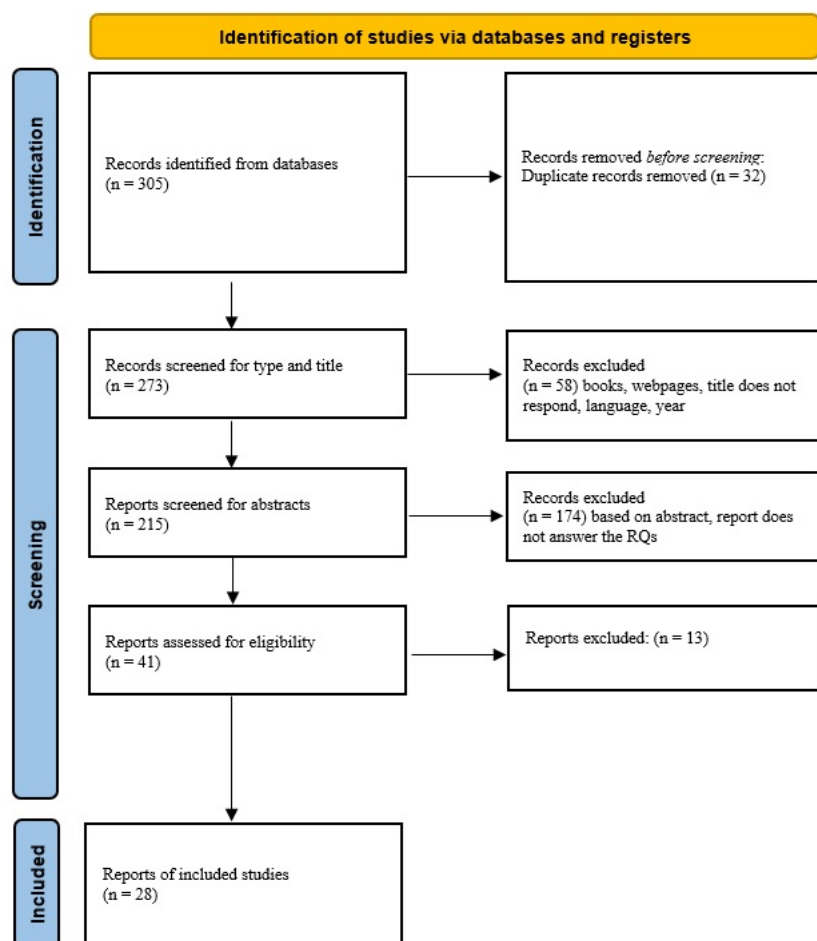 Identification of studies via databases and registers
Identification
Records identified from databases
(n = 305)
Records removed before screening:
Duplicate records removed (n = 32)
Screening
Records screened for type and title
(n = 273)
Records excluded
(n = 58) books, webpages, title does not
respond, language, year
Reports screened for abstracts
(n = 215)
Records excluded
(n = 174) based on abstract, report does
not answer the RQs
Reports assessed for eligibility
(n = 41)
Reports excluded: (n = 13)
Included
Reports of included studies
(n = 28)